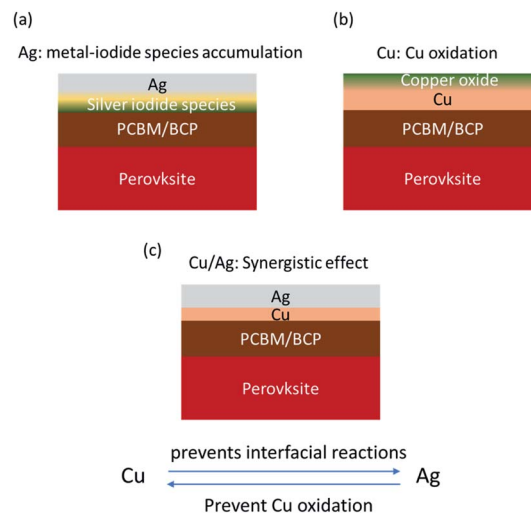 (a)
Ag: metal-iodide species accumulation
Ag
Silver iodide species
PCBM/BCP
Perovksite
(b)
Cu: Cu oxidation
Copper oxide
Cu
PCBM/BCP
Perovksite
(c)
Cu/Ag: Synergistic effect
Ag
Cu
PCBM/BCP
Perovksite
prevents interfacial reactions
Cu
Ag
Prevent Cu oxidation